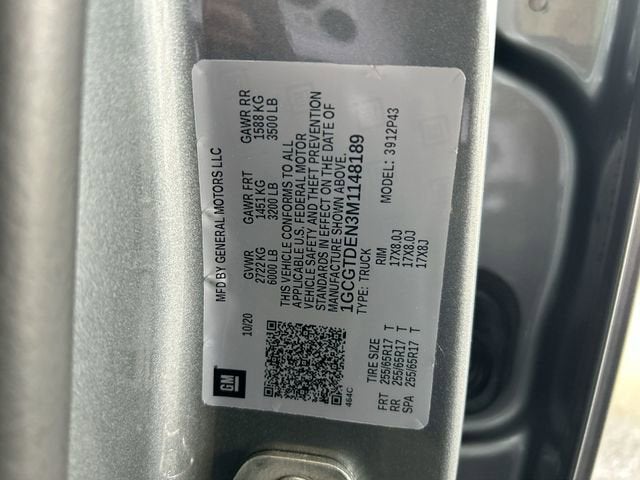 MFD BY GENERAL MOTORS LLC
GM
10/20
GVWR GAWR FRT GAWR RR
2722KG 1451 KG 1588 KG
6000 LB 3200 LB 3500 LB
THIS VEHICLE CONFORMS TO ALL
APPLICABLE U.S. FEDERAL MOTOR
VEHICLE SAFETY AND THEFT PREVENTION
STANDARDS IN EFFECT ON THE DATE OF
MANUFACTURE SHOWN ABOVE.
1GCGTDEN3M1148189
TYPE: TRUCK MODEL: 3912P43
484C
TIRE SIZE RIM
FRT 255/65R17 T 17X8.0J
RR 255/65R17 T 17X8.0J
SPA 255/65R17 T 17X8J